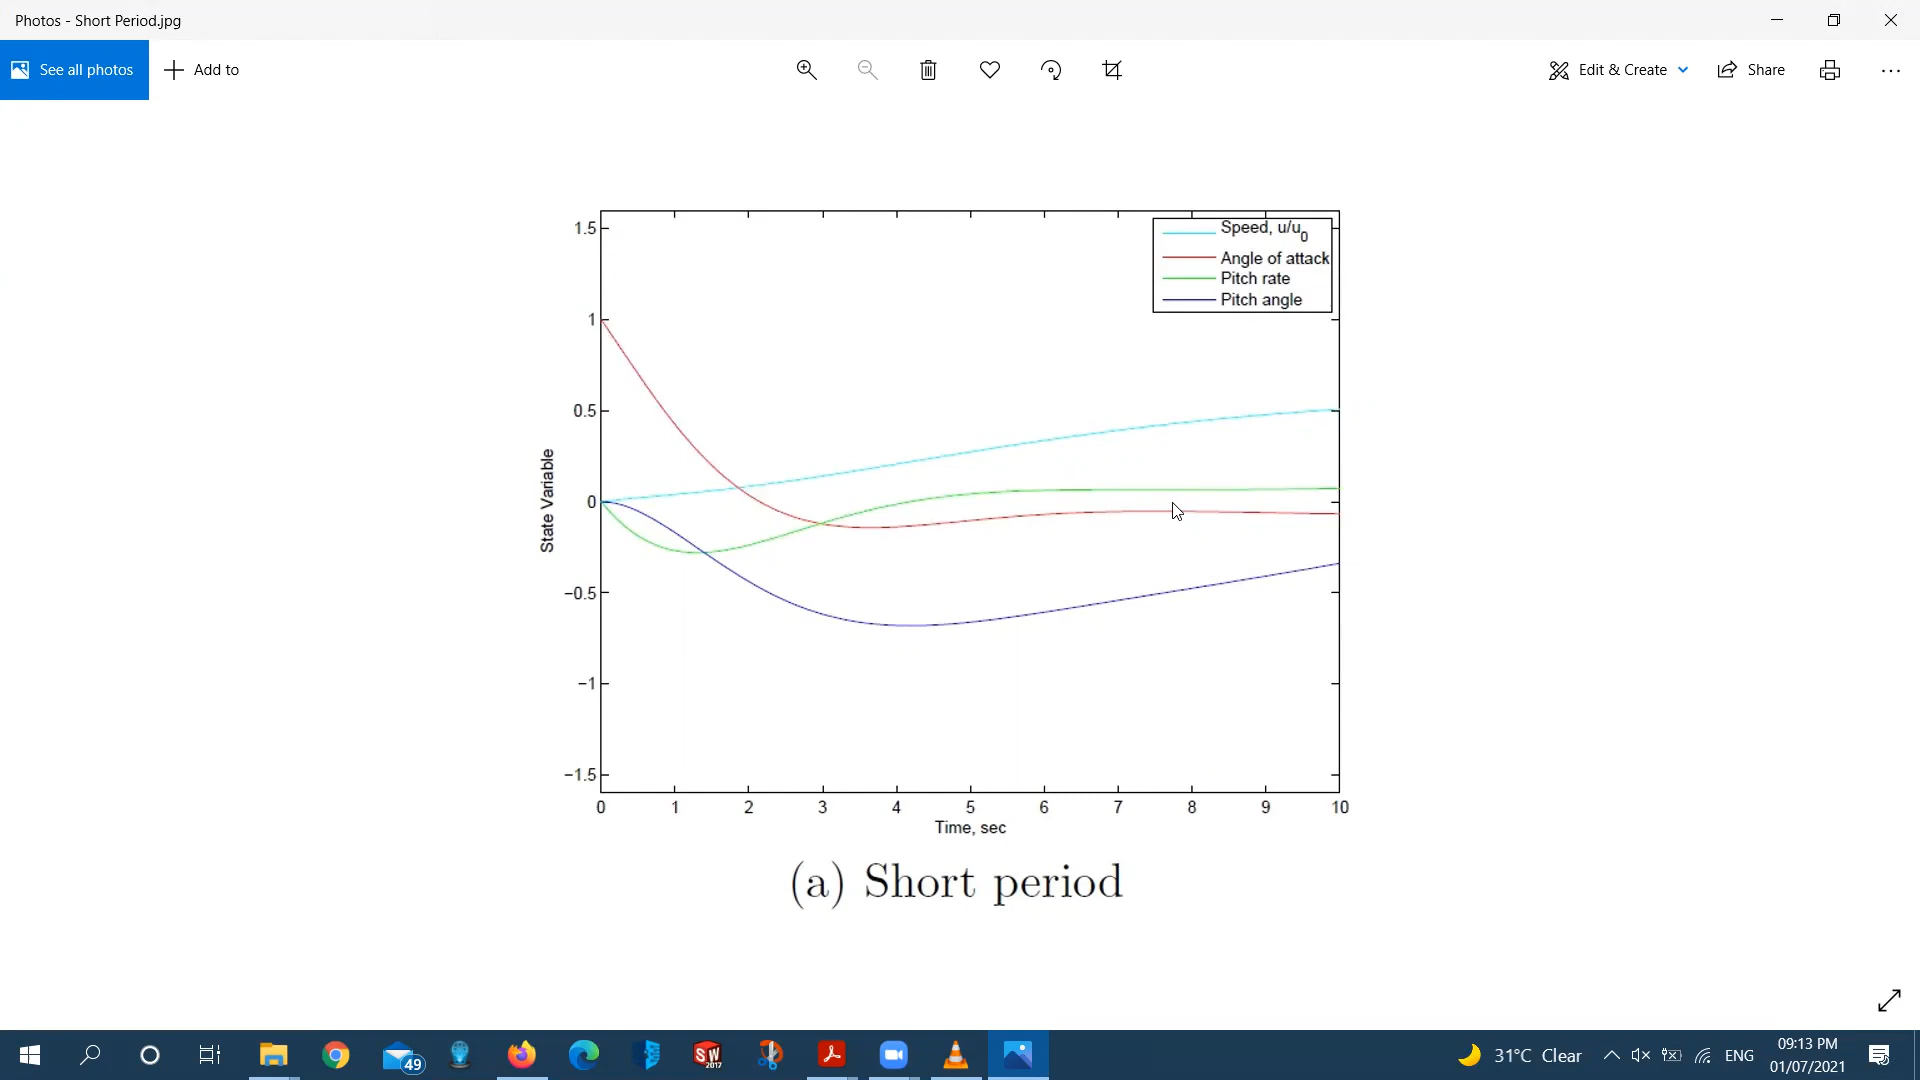 Photos - Short Period.jpg
See all photos
Add to
Edit & Create
Share
1.5
1
0.5
0
−0.5
−1
−1.5
State Variable
Speed, u/u0
Angle of attack
Pitch rate
Pitch angle
0 1 2 3 4 5 6 7 8 9 10
Time, sec
(a) Short period
49
SW
2017
31°C Clear
ENG
09:13 PM
01/07/2021